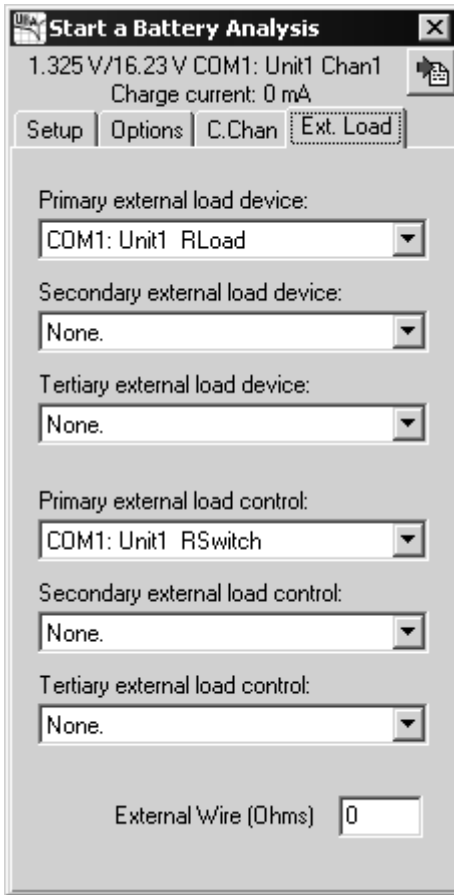 Start a Battery Analysis
1.325 V/16.23 V COM1: Unit1 Chan1
Charge current: 0 mA
Setup Options C.Chan Ext. Load
Primary external load device:
COM1: Unit1 RLoad
Secondary external load device:
None.
Tertiary external load device:
None.
Primary external load control:
COM1: Unit1 RSwitch
Secondary external load control:
None.
Tertiary external load control:
None.
External Wire (Ohms) 0